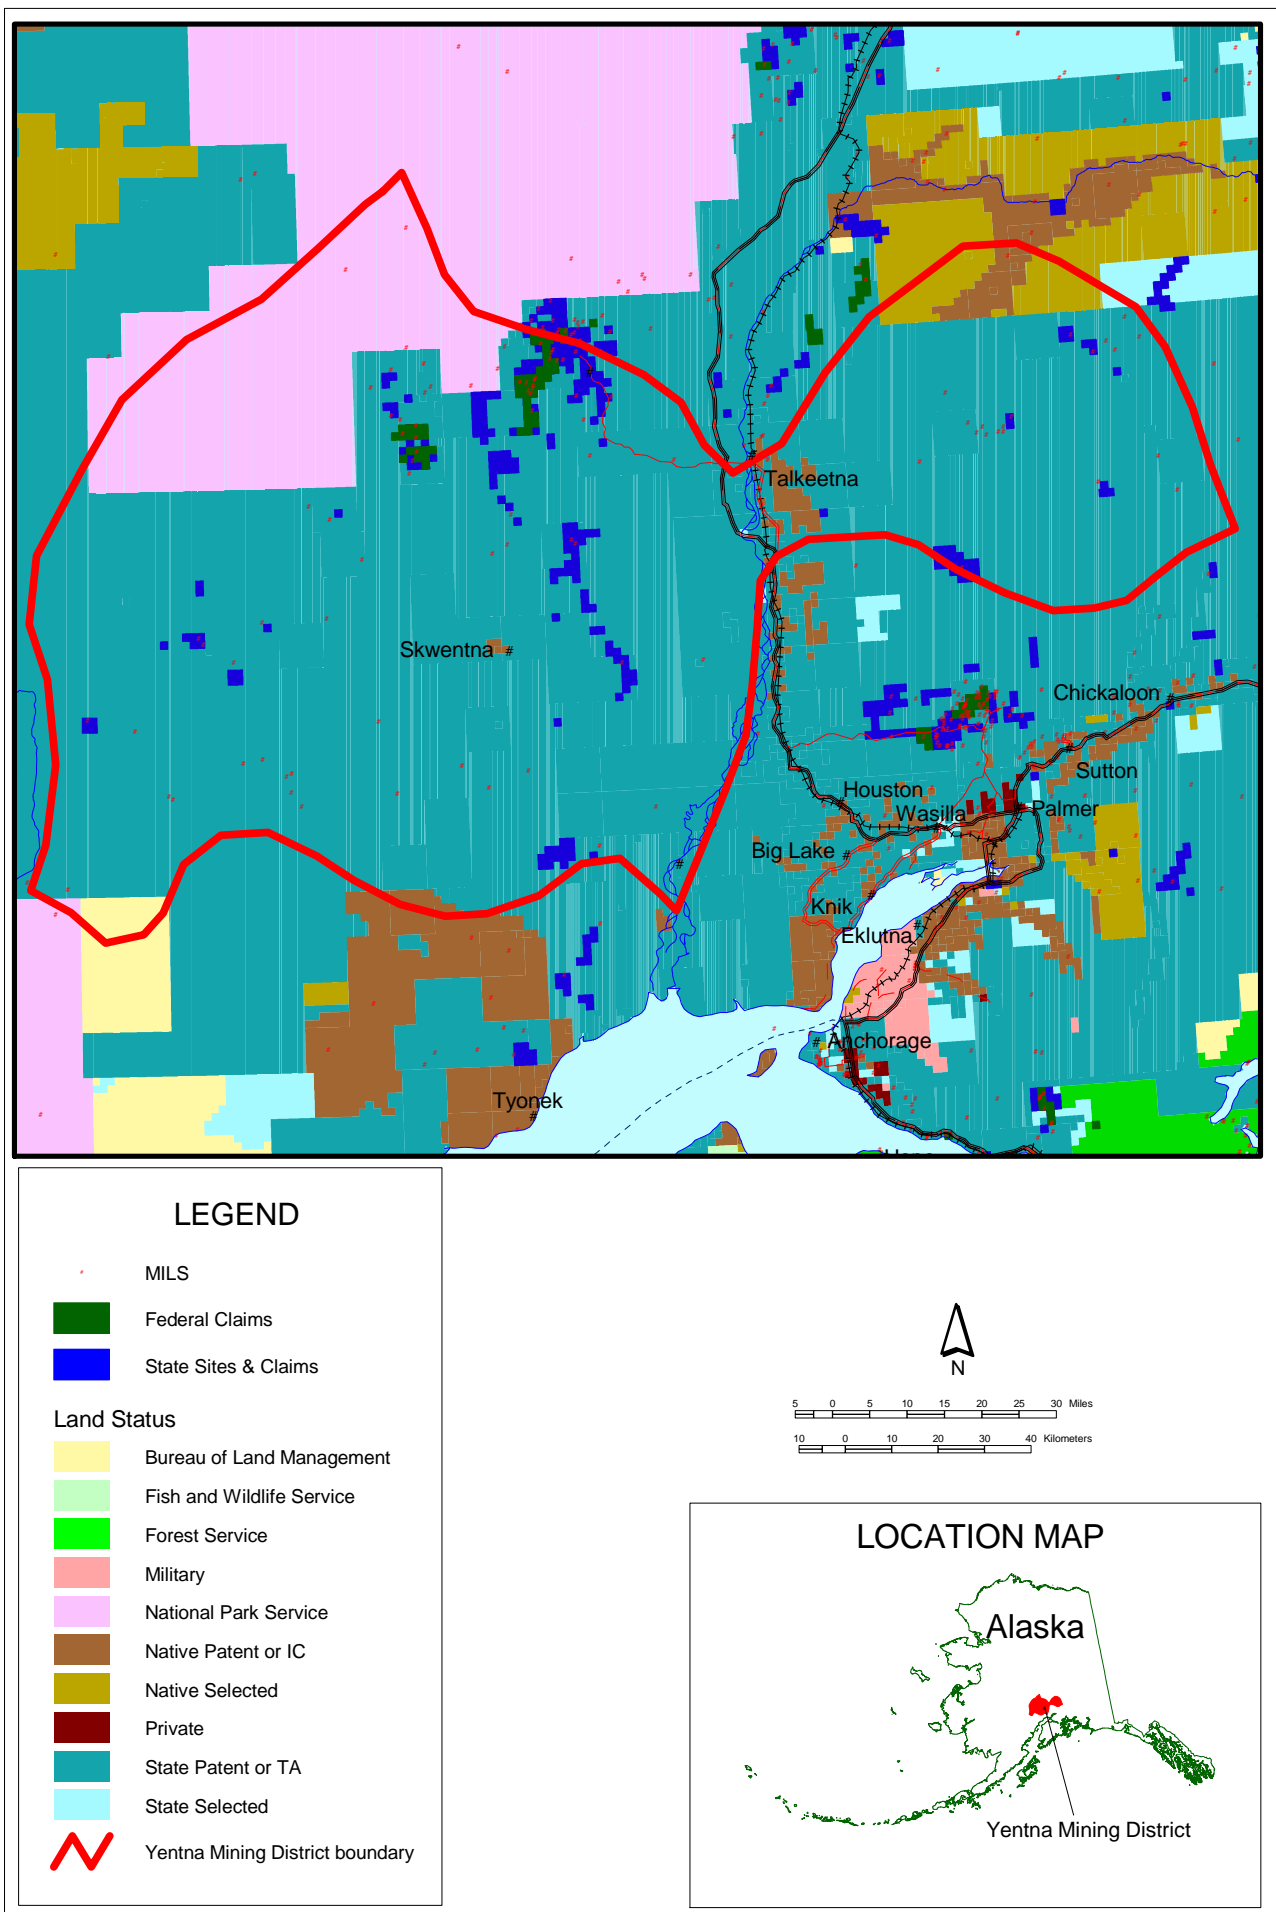 Talkeetna
Skwentna
Chickaloon
Sutton
Houston
Wasilla
Palmer
Big Lake
Knik
Eklutna
Anchorage
Tyonek
LEGEND
MILS
Federal Claims
State Sites & Claims
Land Status
Bureau of Land Management
Fish and Wildlife Service
Forest Service
Military
National Park Service
Native Patent or IC
Native Selected
Private
State Patent or TA
State Selected
Yentna Mining District boundary
N
5 0 5 10 15 20 25 30 Miles
10 0 10 20 30 40 Kilometers
LOCATION MAP
Alaska
Yentna Mining District